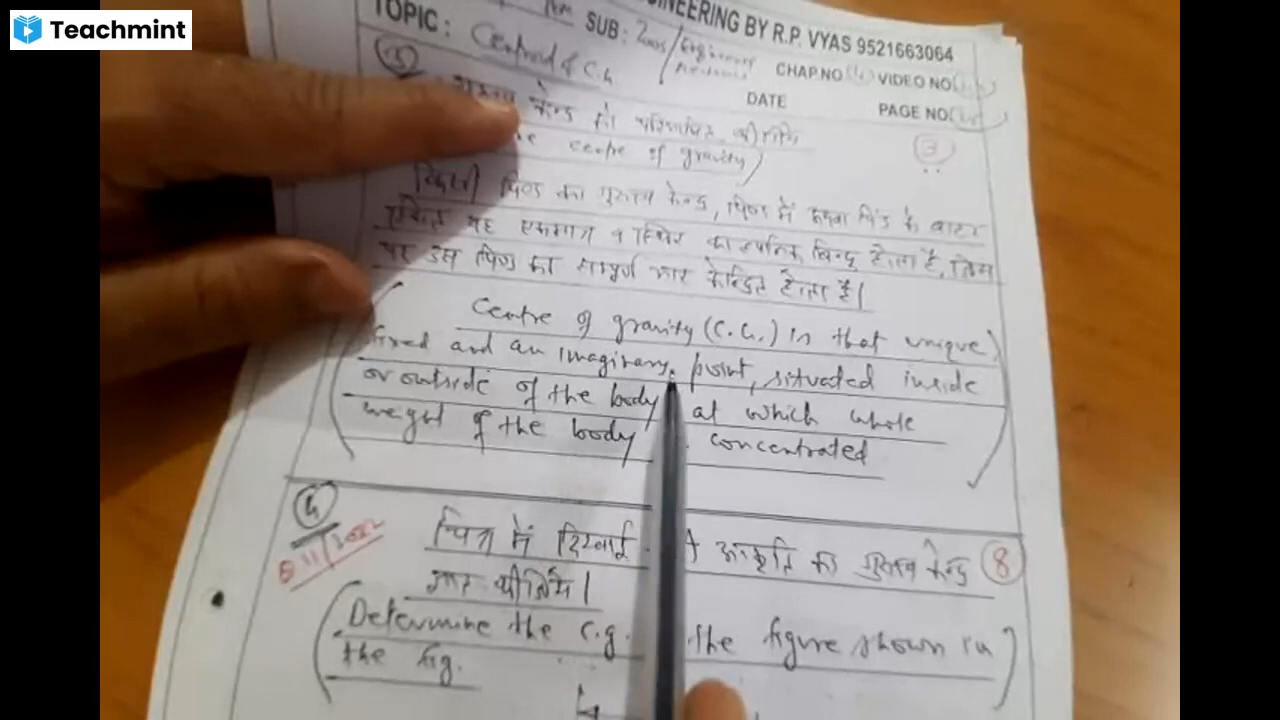 Teachmint
ENGINEERING BY R.P. VYAS 9521663064
TOPIC: Centroid & C.G. SUB: 2005/Engineering Mechanics
CHAP.NO VIDEO NO
DATE PAGE NO
केन्द्र को परिभाषित कीजिये
3
centre of gravity)
किसी पिण्ड का गुरुत्व केन्द्र, पिण्ड में अथवा पिंड के बाहर
स्थित वह एकमात्र व स्थिर काल्पनिक बिन्दु होता है, जिस
पर उस पिण्ड का सम्पूर्ण भार केन्द्रित होता है।
(Centre of gravity (C.G.) is that unique,
fixed and an imaginary point, situated inside
or outside of the body at which whole
weight of the body concentrated
4
चित्र में दिखाई आकृति का गुरुत्व केन्द्र 8
ज्ञात कीजिये।
(Determine the c.g. the figure shown in
the fig.)